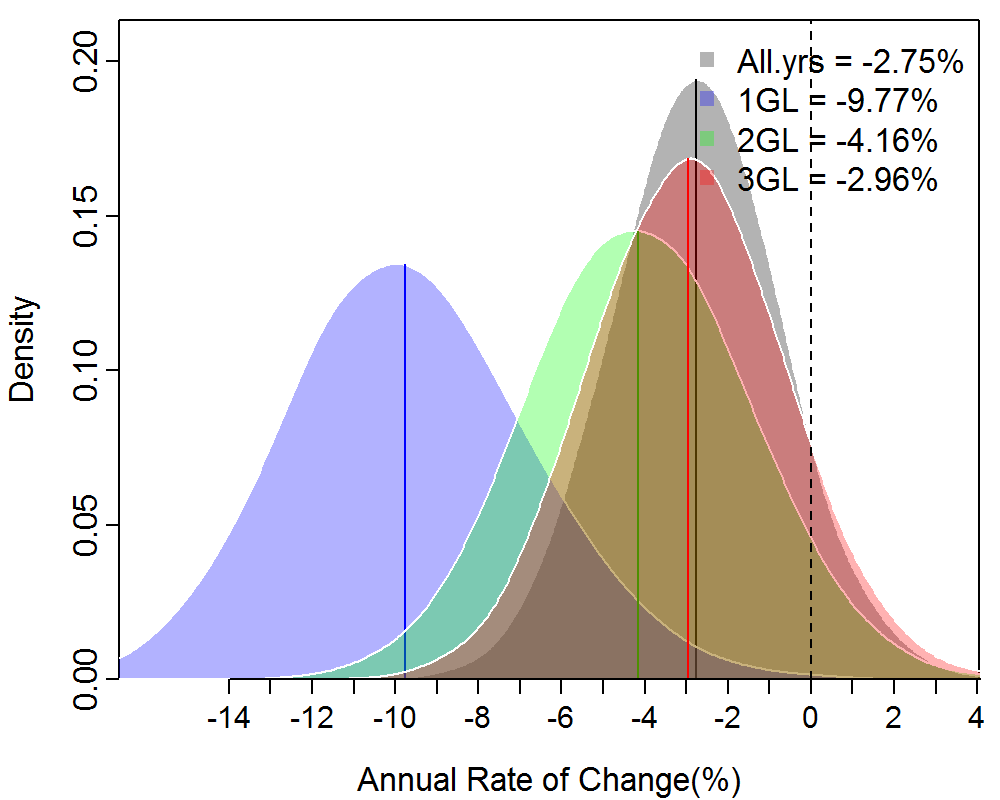 All.yrs = -2.75%
1GL = -9.77%
2GL = -4.16%
3GL = -2.96%
0.20
0.15
0.10
0.05
0.00
Density
-14 -12 -10 -8 -6 -4 -2 0 2 4
Annual Rate of Change(%)